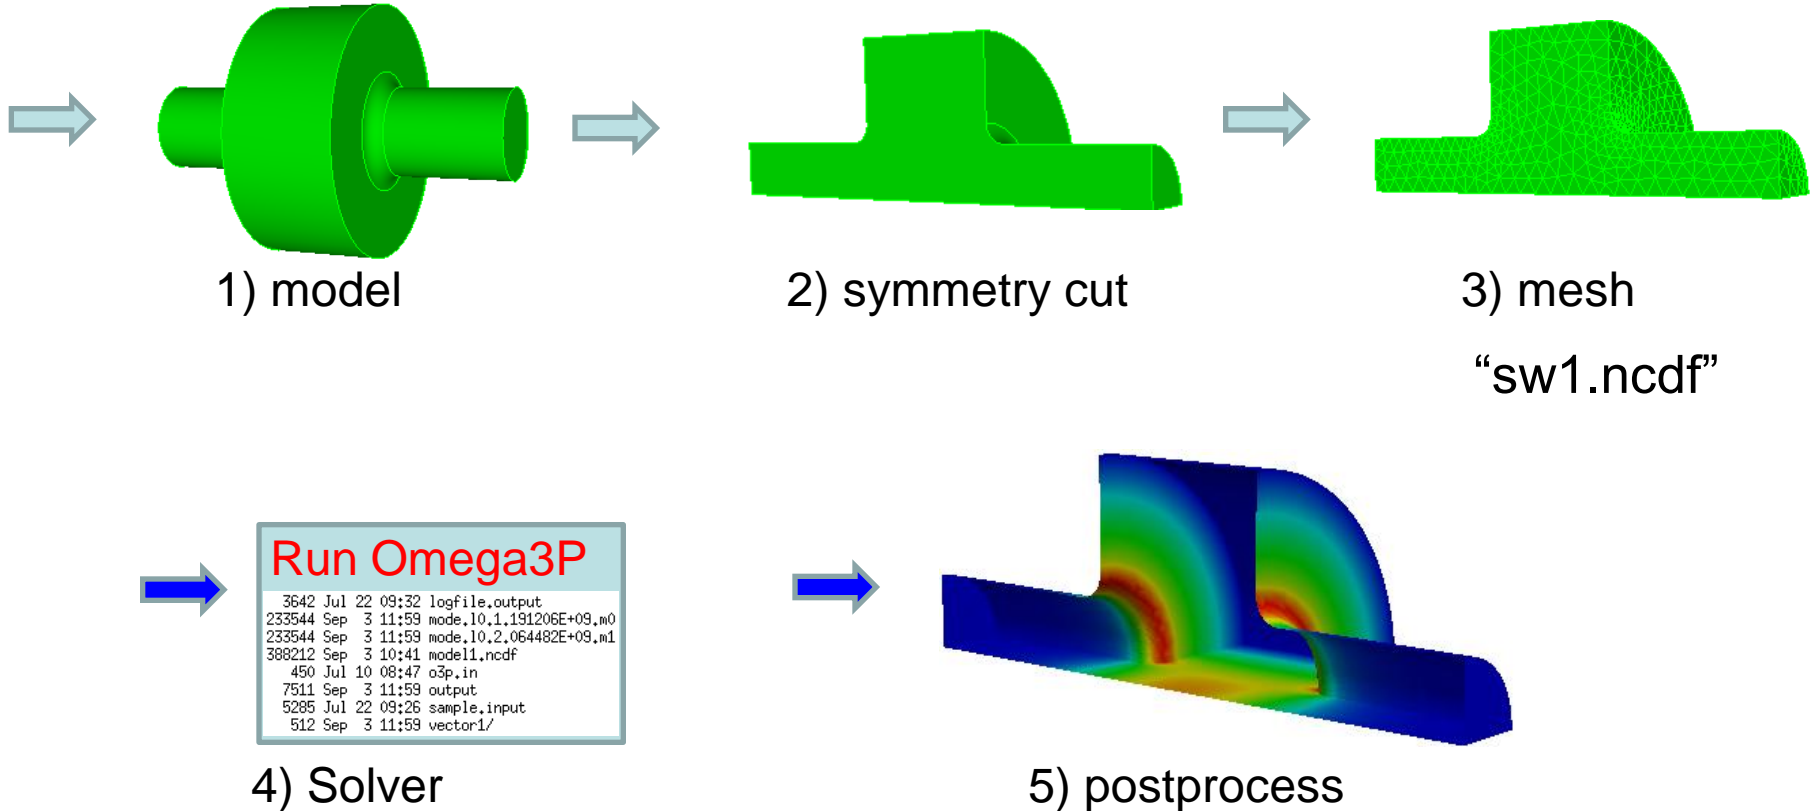 1) model
2) symmetry cut
3) mesh
“sw1.ncdf”
Run Omega3P
3642 Jul 22 09:32 logfile.output
233544 Sep 3 11:59 mode.l0.1.191206E+09.m0
233544 Sep 3 11:59 mode.l0.2.064482E+09.m1
388212 Sep 3 10:41 model1.ncdf
450 Jul 10 08:47 o3p.in
7511 Sep 3 11:59 output
5285 Jul 22 09:26 sample.input
512 Sep 3 11:59 vector1/
4) Solver
5) postprocess